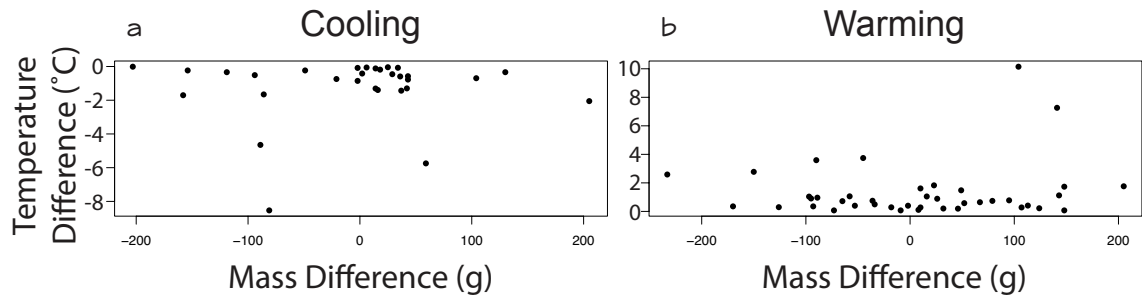 a Cooling
b Warming
Temperature
Difference (˚C)
0
-2
-4
-6
-8
10
8
6
4
2
0
−200 −100 0 100 200
−200 −100 0 100 200
Mass Difference (g)
Mass Difference (g)